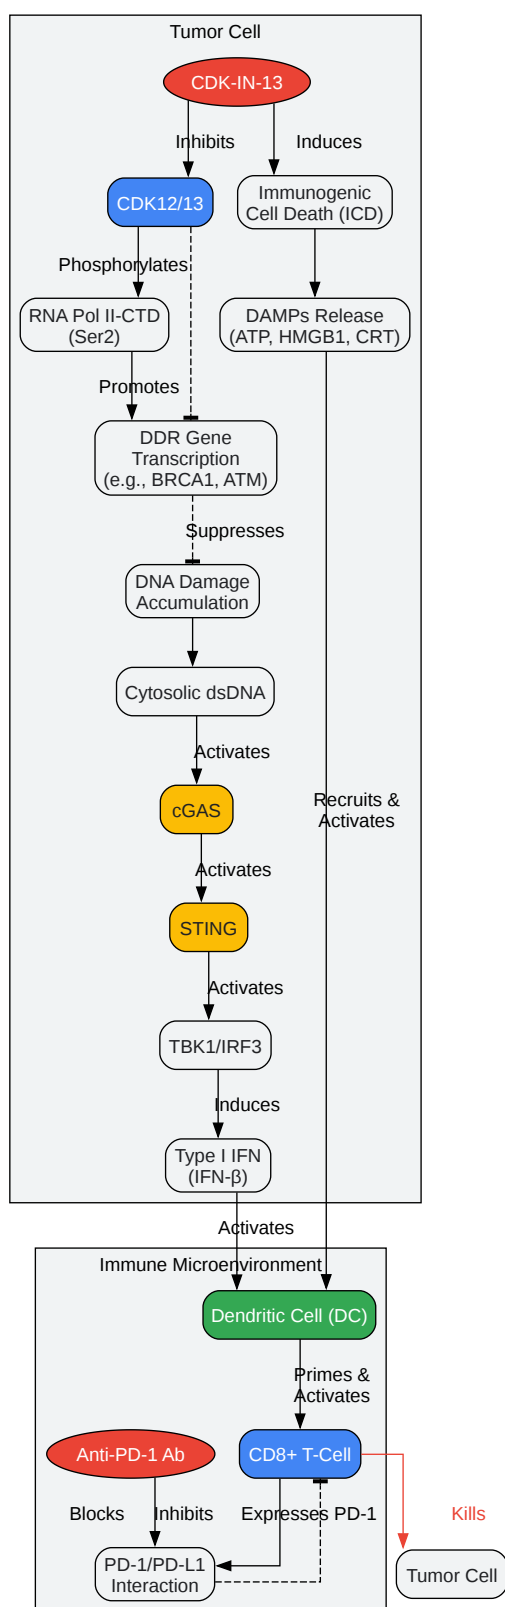 Tumor Cell
CDK-IN-13
Inhibits
Induces
CDK12/13
Immunogenic
Cell Death (ICD)
Phosphorylates
RNA Pol II-CTD
(Ser2)
DAMPs Release
(ATP, HMGB1, CRT)
Promotes
DDR Gene
Transcription
(e.g., BRCA1, ATM)
Suppresses
DNA Damage
Accumulation
Cytosolic dsDNA
Activates
cGAS
Recruits &
Activates
Activates
STING
Activates
TBK1/IRF3
Induces
Type I IFN
(IFN-β)
Activates
Immune Microenvironment
Dendritic Cell (DC)
Primes &
Activates
Anti-PD-1 Ab
CD8+ T-Cell
Blocks
Inhibits
Expresses PD-1
Kills
PD-1/PD-L1
Interaction
Tumor Cell